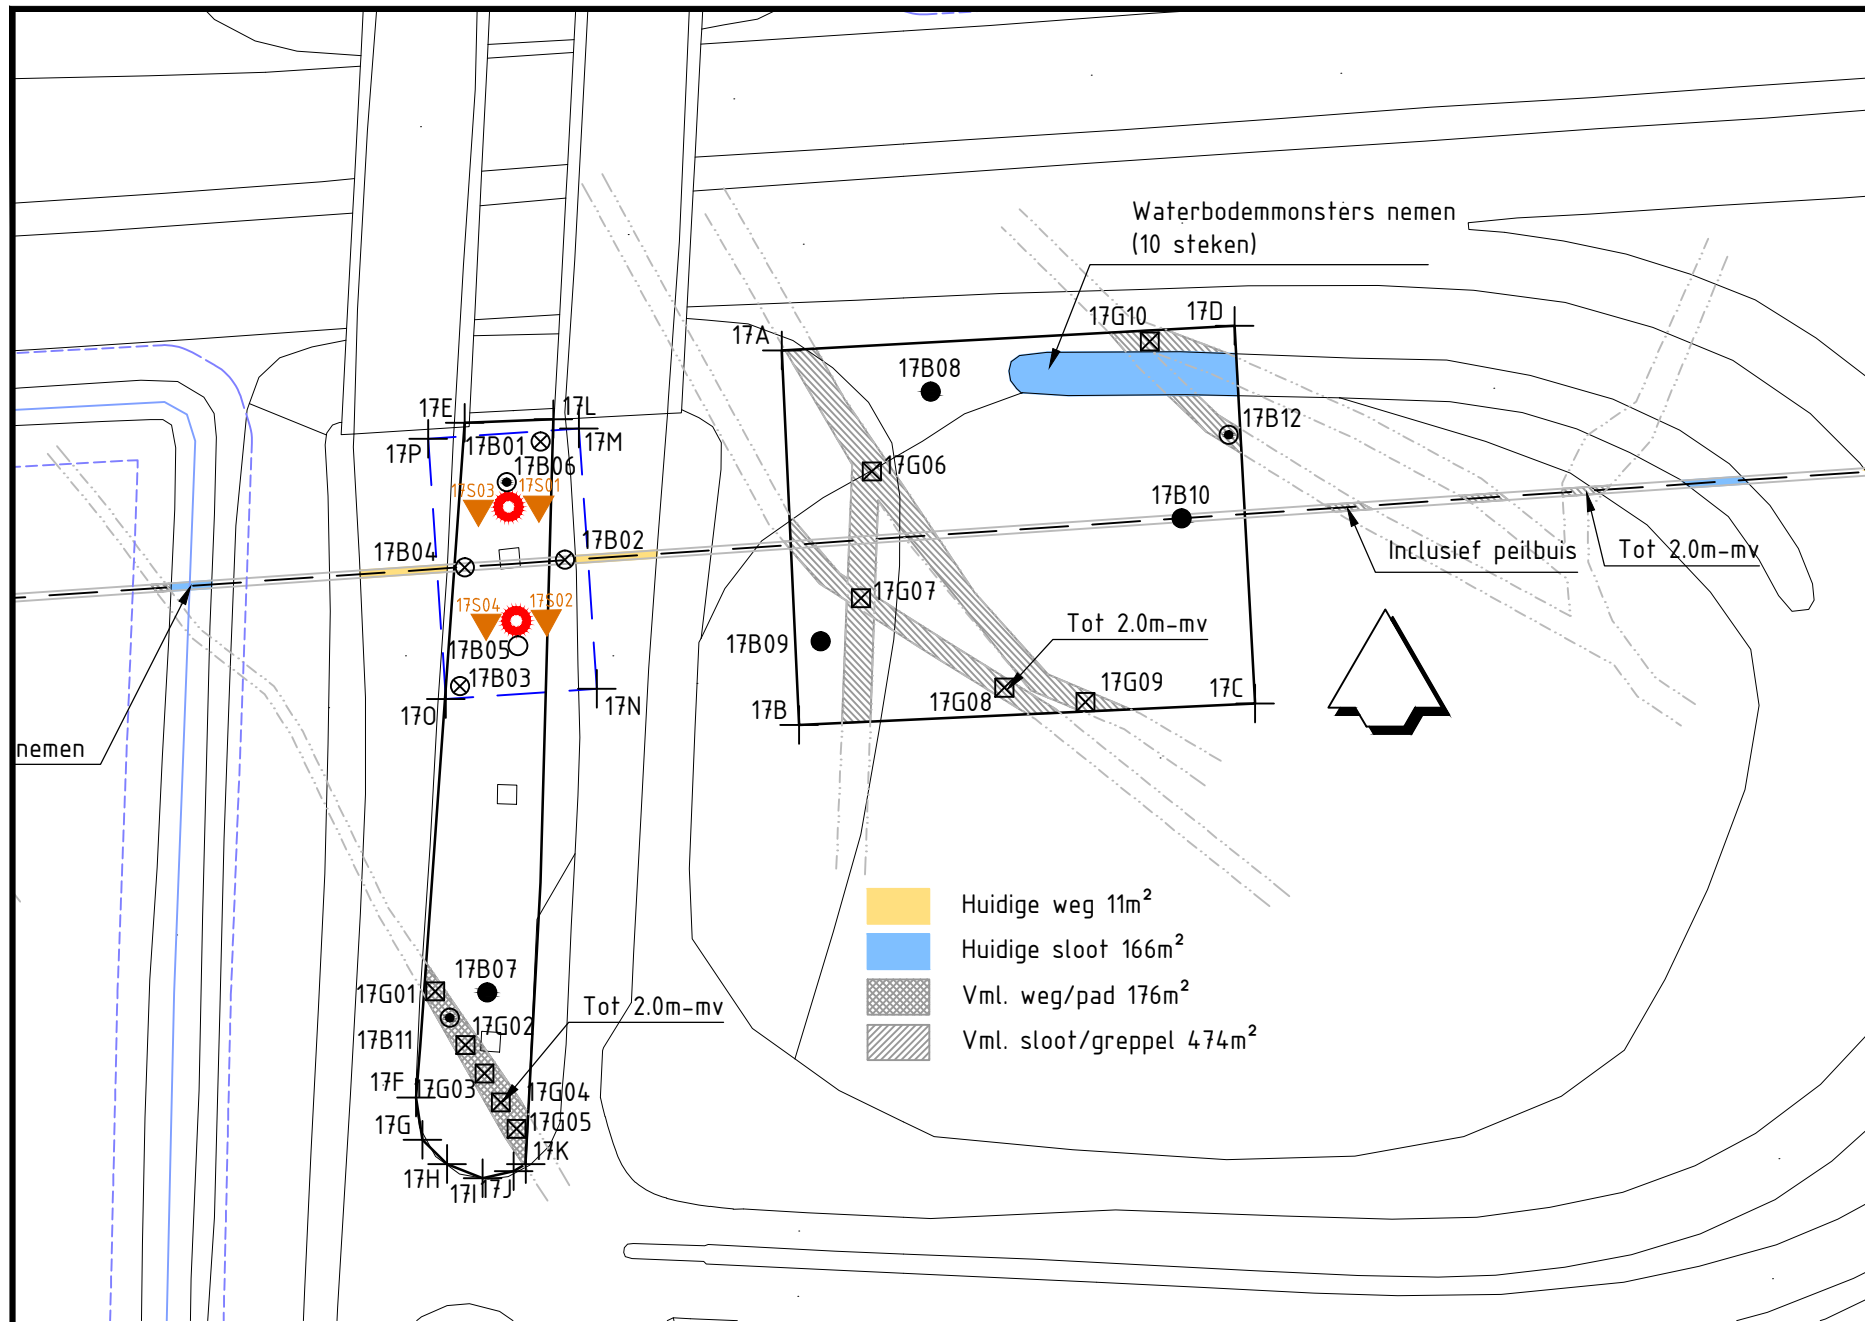 Waterbodemmonsters nemen
(10 steken)
17G10
17D
17A
17B08
17E
17L
17B12
17P
17B01
17M
17B06
17G06
17S03
17S01
17B10
17B04
17B02
Inclusief peilbuis
Tot 2.0m-mv
17S04
17S02
17G07
17B05
17B09
Tot 2.0m-mv
17B03
17O
17N
17G08
17G09
17C
17B
nemen
Huidige weg 11m²
Huidige sloot 166m²
Vml. weg/pad 176m²
Vml. sloot/greppel 474m²
17B07
17G01
Tot 2.0m-mv
17G02
17B11
17F
17G03
17G04
17G
17G05
17K
17H
17I
17J